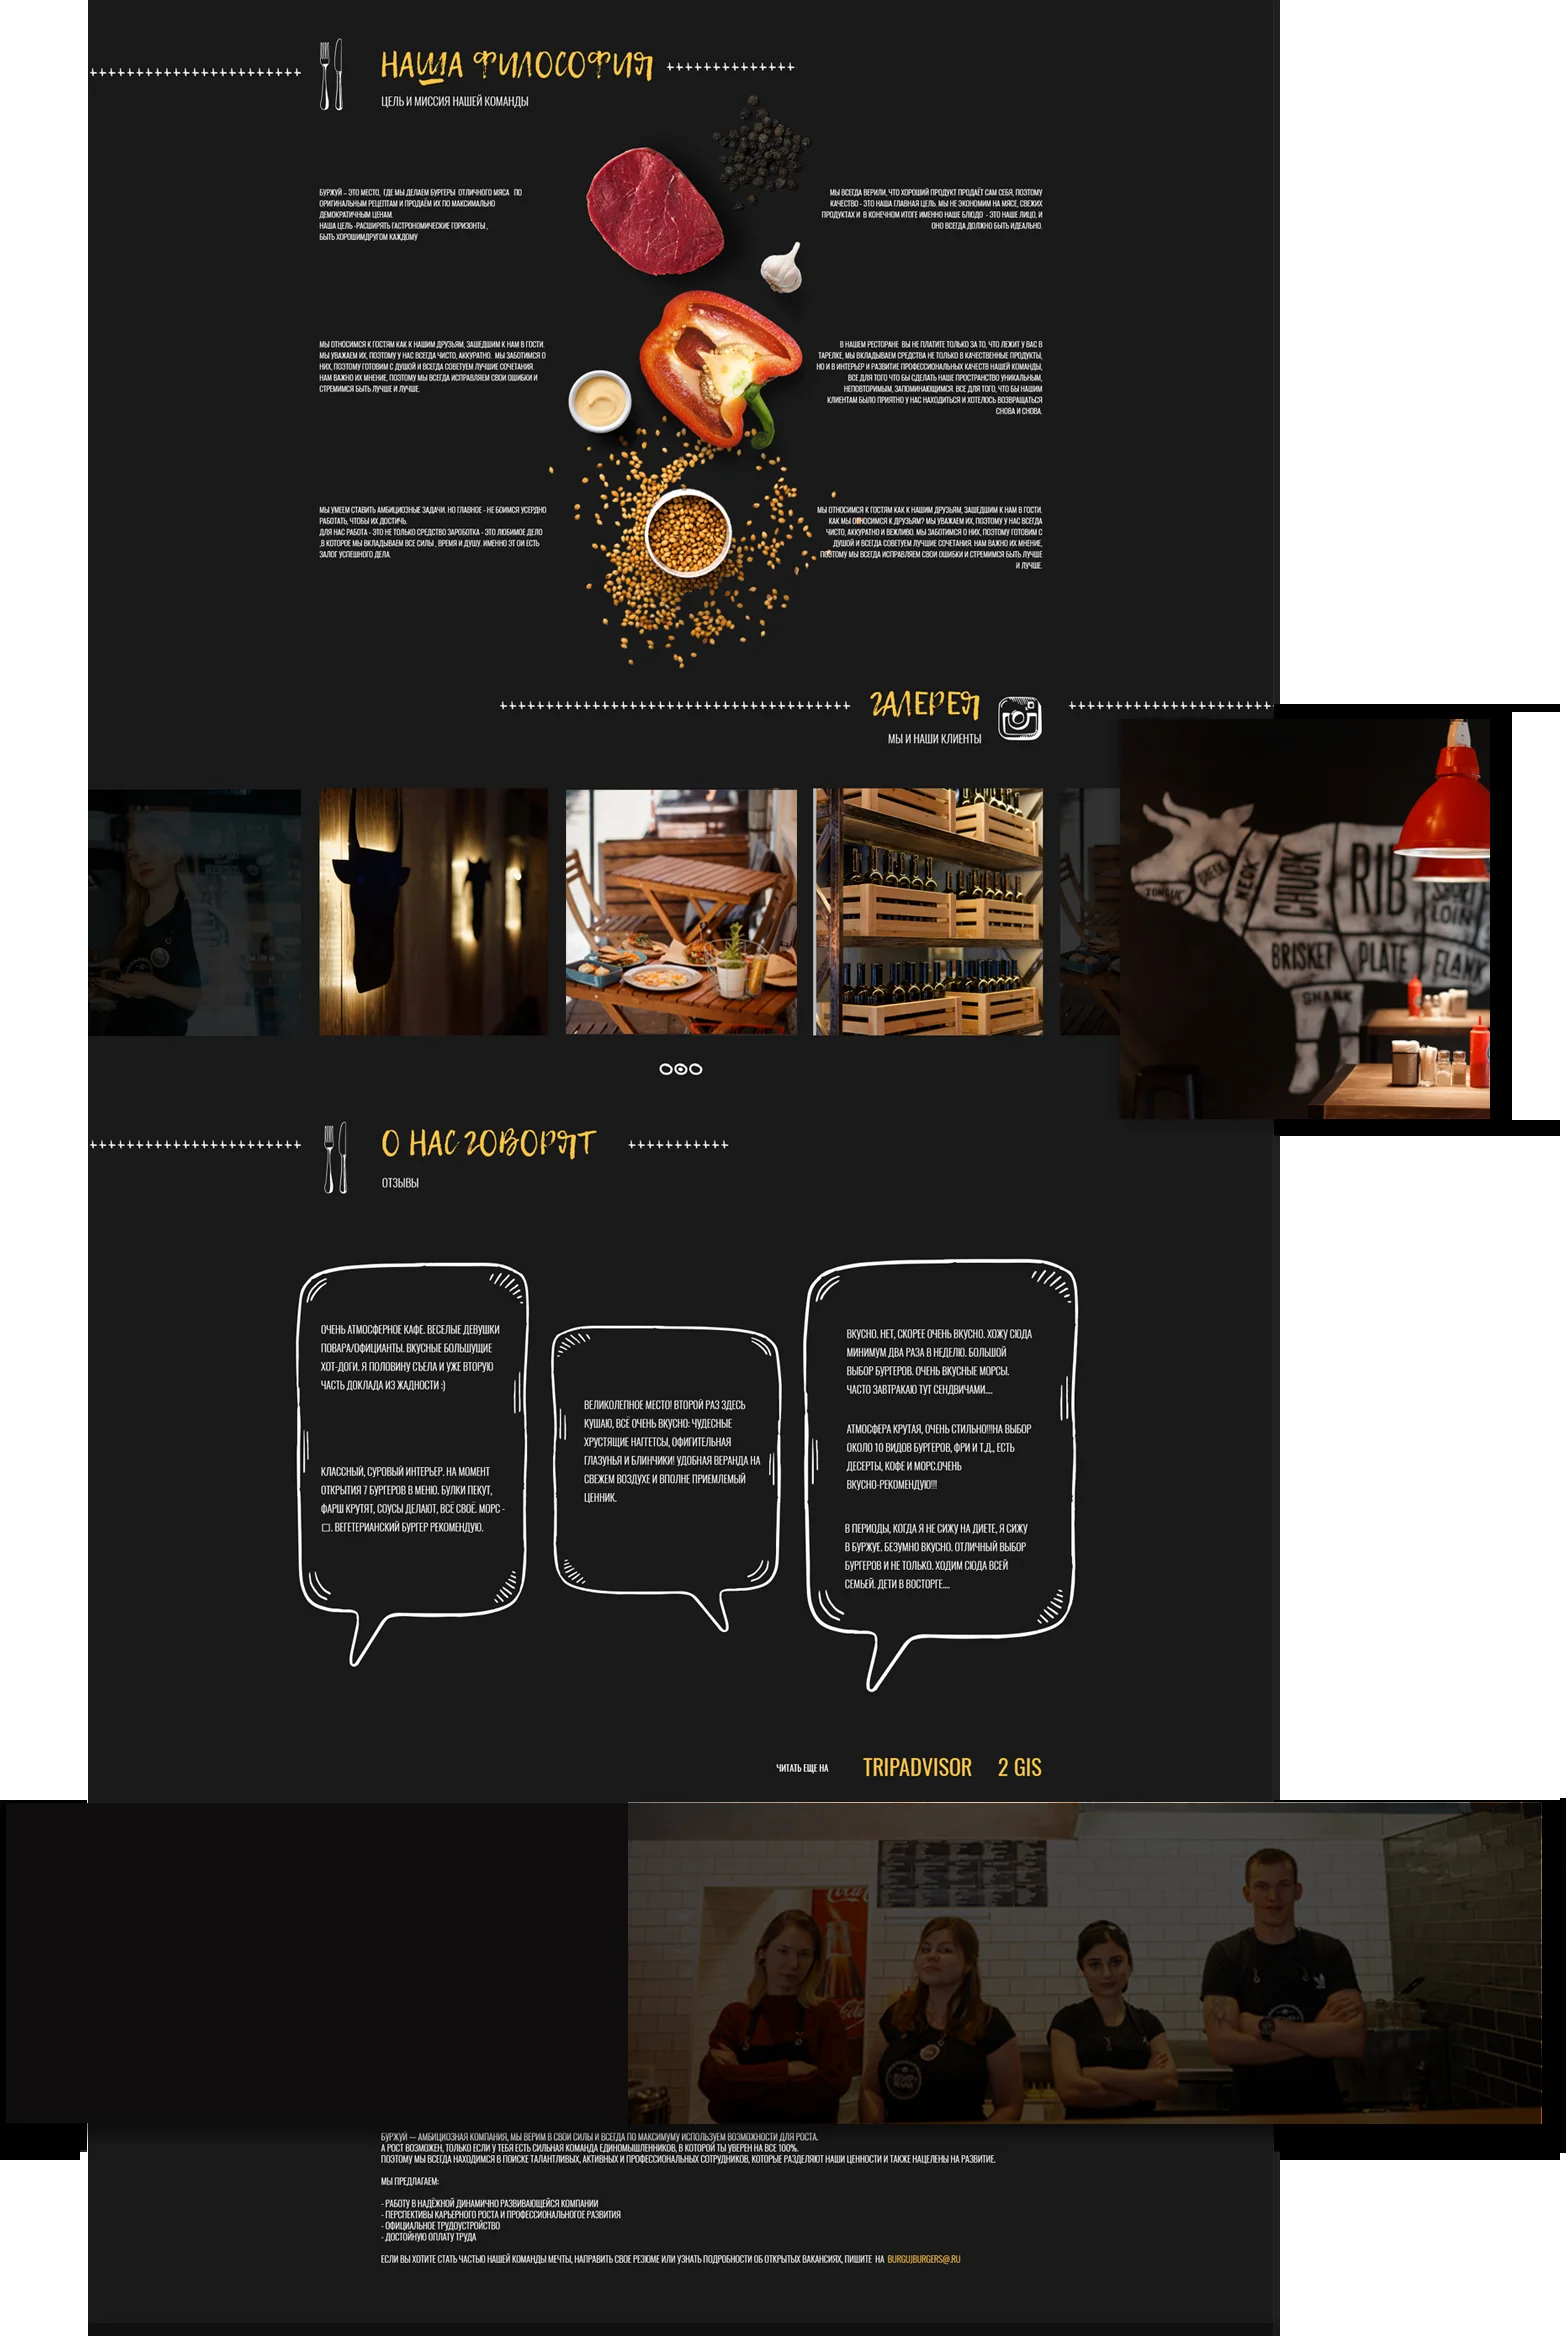 НАША ФИЛОСОФИЯ
ЦЕЛЬ И МИССИЯ НАШЕЙ КОМАНДЫ
БУРЖУЙ – ЭТО МЕСТО, ГДЕ МЫ ДЕЛАЕМ БУРГЕРЫ ОТЛИЧНОГО МЯСА ПО
ОРИГИНАЛЬНЫМ РЕЦЕПТАМ И ПРОДАЁМ ИХ ПО МАКСИМАЛЬНО
ДЕМОКРАТИЧНЫМ ЦЕНАМ.
НАША ЦЕЛЬ -РАСШИРЯТЬ ГАСТРОНОМИЧЕСКИЕ ГОРИЗОНТЫ ,
БЫТЬ ХОРОШИМДРУГОМ КАЖДОМУ
МЫ ВСЕГДА ВЕРИЛИ, ЧТО ХОРОШИЙ ПРОДУКТ ПРОДАЁТ САМ СЕБЯ, ПОЭТОМУ
КАЧЕСТВО - ЭТО НАША ГЛАВНАЯ ЦЕЛЬ. МЫ НЕ ЭКОНОМИМ НА МЯСЕ, СВЕЖИХ
ПРОДУКТАХ И В КОНЕЧНОМ ИТОГЕ ИМЕННО НАШЕ БЛЮДО - ЭТО НАШЕ ЛИЦО, И
ОНО ВСЕГДА ДОЛЖНО БЫТЬ ИДЕАЛЬНО.
МЫ ОТНОСИМСЯ К ГОСТЯМ КАК К НАШИМ ДРУЗЬЯМ, ЗАШЕДШИМ К НАМ В ГОСТИ.
МЫ УВАЖАЕМ ИХ, ПОЭТОМУ У НАС ВСЕГДА ЧИСТО, АККУРАТНО. МЫ ЗАБОТИМСЯ О
НИХ, ПОЭТОМУ ГОТОВИМ С ДУШОЙ И ВСЕГДА СОВЕТУЕМ ЛУЧШИЕ СОЧЕТАНИЯ.
НАМ ВАЖНО ИХ МНЕНИЕ, ПОЭТОМУ МЫ ВСЕГДА ИСПРАВЛЯЕМ СВОИ ОШИБКИ И
СТРЕМИМСЯ БЫТЬ ЛУЧШЕ И ЛУЧШЕ.
В НАШЕМ РЕСТОРАНЕ ВЫ НЕ ПЛАТИТЕ ТОЛЬКО ЗА ТО, ЧТО ЛЕЖИТ У ВАС В
ТАРЕЛКЕ, МЫ ВКЛАДЫВАЕМ СРЕДСТВА НЕ ТОЛЬКО В КАЧЕСТВЕННЫЕ ПРОДУКТЫ,
НО И В ИНТЕРЬЕР И РАЗВИТИЕ ПРОФЕССИОНАЛЬНЫХ КАЧЕСТВ НАШЕЙ КОМАНДЫ,
ВСЕ ДЛЯ ТОГО ЧТО БЫ СДЕЛАТЬ НАШЕ ПРОСТРАНСТВО УНИКАЛЬНЫМ,
НЕПОВТОРИМЫМ, ЗАПОМИНАЮЩИМСЯ. ВСЕ ДЛЯ ТОГО, ЧТО БЫ НАШИМ
КЛИЕНТАМ БЫЛО ПРИЯТНО У НАС НАХОДИТЬСЯ И ХОТЕЛОСЬ ВОЗВРАЩАТЬСЯ
СНОВА И СНОВА.
МЫ УМЕЕМ СТАВИТЬ АМБИЦИОЗНЫЕ ЗАДАЧИ. НО ГЛАВНОЕ - НЕ БОИМСЯ УСЕРДНО
РАБОТАТЬ, ЧТОБЫ ИХ ДОСТИЧЬ.
ДЛЯ НАС РАБОТА - ЭТО НЕ ТОЛЬКО СРЕДСТВО ЗАРОБОТКА - ЭТО ЛЮБИМОЕ ДЕЛО
,В КОТОРОЕ МЫ ВКЛАДЫВАЕМ ВСЕ СИЛЫ , ВРЕМЯ И ДУШУ. ИМЕННО ЭТ ОИ ЕСТЬ
ЗАЛОГ УСПЕШНОГО ДЕЛА.
МЫ ОТНОСИМСЯ К ГОСТЯМ КАК К НАШИМ ДРУЗЬЯМ, ЗАШЕДШИМ К НАМ В ГОСТИ.
КАК МЫ ОТНОСИМСЯ К ДРУЗЬЯМ? МЫ УВАЖАЕМ ИХ, ПОЭТОМУ У НАС ВСЕГДА
ЧИСТО, АККУРАТНО И ВЕЖЛИВО. МЫ ЗАБОТИМСЯ О НИХ, ПОЭТОМУ ГОТОВИМ С
ДУШОЙ И ВСЕГДА СОВЕТУЕМ ЛУЧШИЕ СОЧЕТАНИЯ. НАМ ВАЖНО ИХ МНЕНИЕ,
ПОЭТОМУ МЫ ВСЕГДА ИСПРАВЛЯЕМ СВОИ ОШИБКИ И СТРЕМИМСЯ БЫТЬ ЛУЧШЕ
И ЛУЧШЕ.
ГАЛЕРЕЯ
МЫ И НАШИ КЛИЕНТЫ
TONGUE
CHEEK
NECK
CHUCK
RIB
LOIN
BRISKET
PLATE
FLANK
SHANK
О НАС ГОВОРЯТ
ОТЗЫВЫ
ОЧЕНЬ АТМОСФЕРНОЕ КАФЕ. ВЕСЕЛЫЕ ДЕВУШКИ
ПОВАРА/ОФИЦИАНТЫ. ВКУСНЫЕ БОЛЬШУЩИЕ
ХОТ-ДОГИ. Я ПОЛОВИНУ СЪЕЛА И УЖЕ ВТОРУЮ
ЧАСТЬ ДОКЛАДА ИЗ ЖАДНОСТИ :)
КЛАССНЫЙ, СУРОВЫЙ ИНТЕРЬЕР. НА МОМЕНТ
ОТКРЫТИЯ 7 БУРГЕРОВ В МЕНЮ. БУЛКИ ПЕКУТ,
ФАРШ КРУТЯТ, СОУСЫ ДЕЛАЮТ, ВСЁ СВОЁ. МОРС -
□. ВЕГЕТЕРИАНСКИЙ БУРГЕР РЕКОМЕНДУЮ.
ВЕЛИКОЛЕПНОЕ МЕСТО! ВТОРОЙ РАЗ ЗДЕСЬ
КУШАЮ, ВСЁ ОЧЕНЬ ВКУСНО: ЧУДЕСНЫЕ
ХРУСТЯЩИЕ НАГГЕТСЫ, ОФИГИТЕЛЬНАЯ
ГЛАЗУНЬЯ И БЛИНЧИКИ! УДОБНАЯ ВЕРАНДА НА
СВЕЖЕМ ВОЗДУХЕ И ВПОЛНЕ ПРИЕМЛЕМЫЙ
ЦЕННИК.
ВКУСНО. НЕТ, СКОРЕЕ ОЧЕНЬ ВКУСНО. ХОЖУ СЮДА
МИНИМУМ ДВА РАЗА В НЕДЕЛЮ. БОЛЬШОЙ
ВЫБОР БУРГЕРОВ. ОЧЕНЬ ВКУСНЫЕ МОРСЫ.
ЧАСТО ЗАВТРАКАЮ ТУТ СЕНДВИЧАМИ....
АТМОСФЕРА КРУТАЯ, ОЧЕНЬ СТИЛЬНО!!!НА ВЫБОР
ОКОЛО 10 ВИДОВ БУРГЕРОВ, ФРИ И Т.Д., ЕСТЬ
ДЕСЕРТЫ, КОФЕ И МОРС.ОЧЕНЬ
ВКУСНО-РЕКОМЕНДУЮ!!!
В ПЕРИОДЫ, КОГДА Я НЕ СИЖУ НА ДИЕТЕ, Я СИЖУ
В БУРЖУЕ. БЕЗУМНО ВКУСНО. ОТЛИЧНЫЙ ВЫБОР
БУРГЕРОВ И НЕ ТОЛЬКО. ХОДИМ СЮДА ВСЕЙ
СЕМЬЕЙ. ДЕТИ В ВОСТОРГЕ....
ЧИТАТЬ ЕЩЕ НА TRIPADVISOR 2 GIS
БУРЖУЙ — АМБИЦИОЗНАЯ КОМПАНИЯ, МЫ ВЕРИМ В СВОИ СИЛЫ И ВСЕГДА ПО МАКСИМУМУ ИСПОЛЬЗУЕМ ВОЗМОЖНОСТИ ДЛЯ РОСТА.
А РОСТ ВОЗМОЖЕН, ТОЛЬКО ЕСЛИ У ТЕБЯ ЕСТЬ СИЛЬНАЯ КОМАНДА ЕДИНОМЫШЛЕННИКОВ, В КОТОРОЙ ТЫ УВЕРЕН НА ВСЕ 100%.
ПОЭТОМУ МЫ ВСЕГДА НАХОДИМСЯ В ПОИСКЕ ТАЛАНТЛИВЫХ, АКТИВНЫХ И ПРОФЕССИОНАЛЬНЫХ СОТРУДНИКОВ, КОТОРЫЕ РАЗДЕЛЯЮТ НАШИ ЦЕННОСТИ И ТАКЖЕ НАЦЕЛЕНЫ НА РАЗВИТИЕ.
МЫ ПРЕДЛАГАЕМ:
- РАБОТУ В НАДЁЖНОЙ ДИНАМИЧНО РАЗВИВАЮЩЕЙСЯ КОМПАНИИ
- ПЕРСПЕКТИВЫ КАРЬЕРНОГО РОСТА И ПРОФЕССИОНАЛЬНОГОЕ РАЗВИТИЯ
- ОФИЦИАЛЬНОЕ ТРУДОУСТРОЙСТВО
- ДОСТОЙНУЮ ОПЛАТУ ТРУДА
ЕСЛИ ВЫ ХОТИТЕ СТАТЬ ЧАСТЬЮ НАШЕЙ КОМАНДЫ МЕЧТЫ, НАПРАВИТЬ СВОЕ РЕЗЮМЕ ИЛИ УЗНАТЬ ПОДРОБНОСТИ ОБ ОТКРЫТЫХ ВАКАНСИЯХ, ПИШИТЕ НА BURGUJBURGERS@.RU